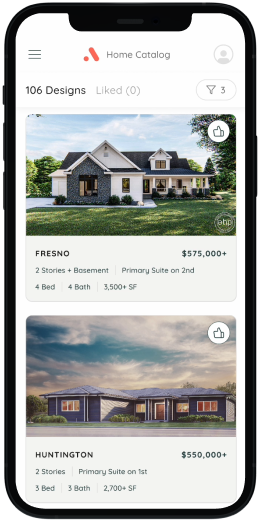 Home Catalog
106 Designs Liked (0) 3
ahp
FRESNO $575,000+
2 Stories + Basement Primary Suite on 2nd
4 Bed 4 Bath 3,500+ SF
HUNTINGTON $550,000+
2 Stories Primary Suite on 1st
3 Bed 3 Bath 2,700+ SF